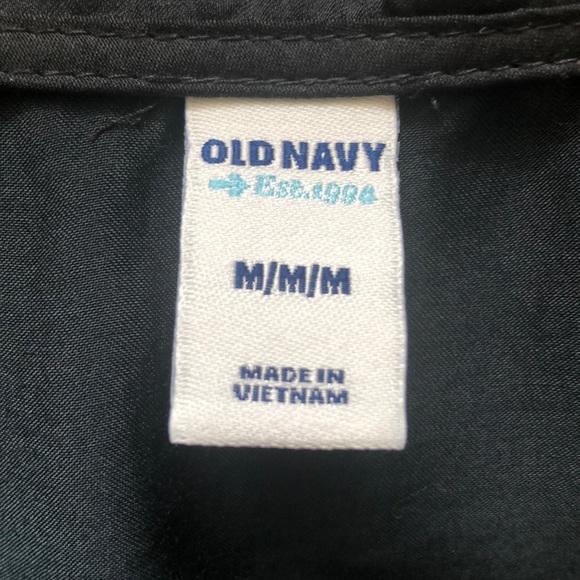 OLD NAVY
Est. 1994
M/M/M
MADE IN
VIETNAM